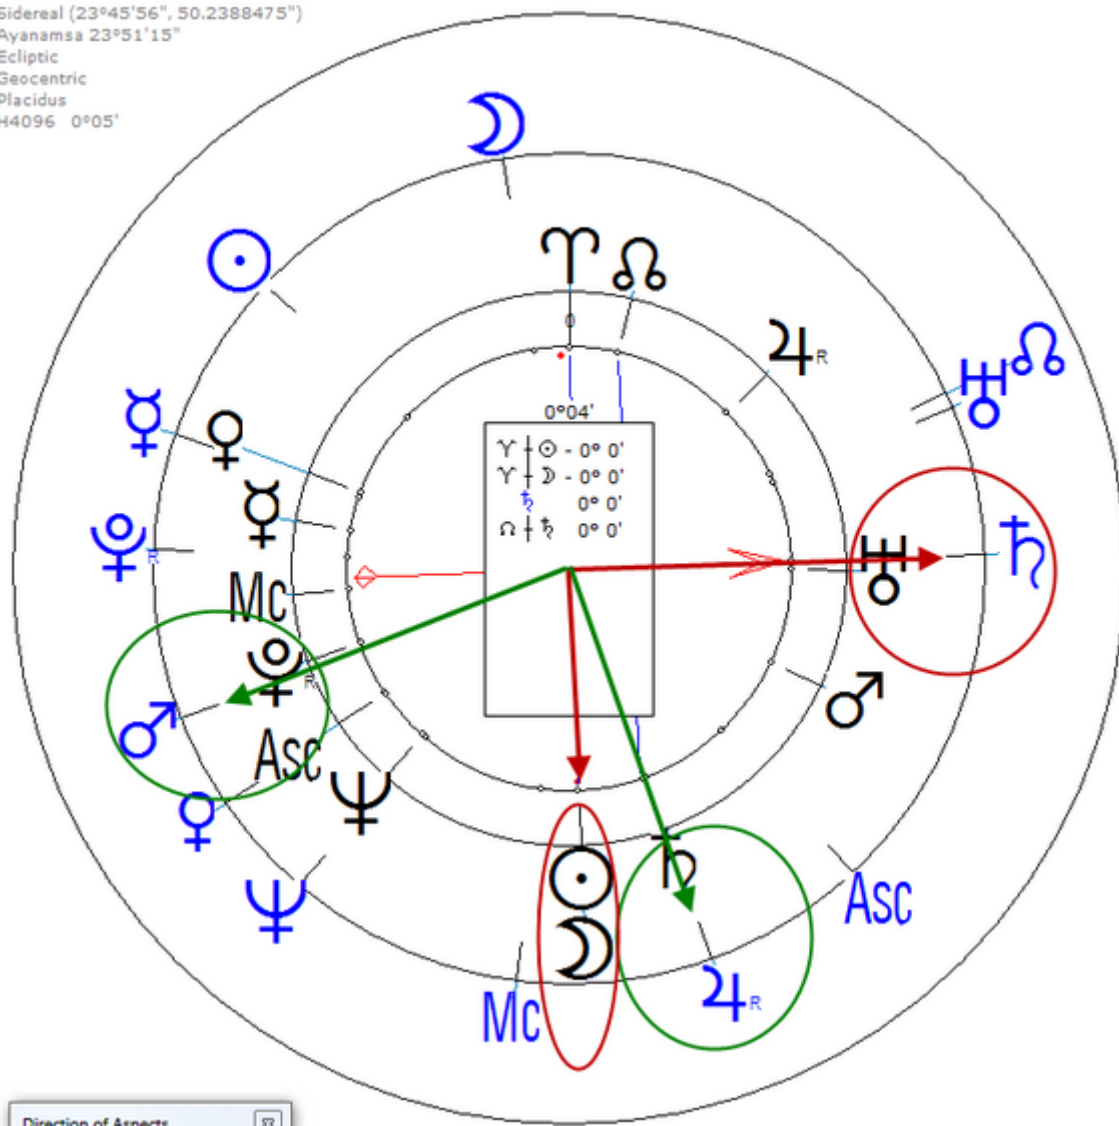 Sidereal (23°45'56", 50.2388475")
Ayanamsa 23°51'15"
Ecliptic
Geocentric
Placidus
H4096 0°05'
☽
☉
♈ ☊
0
♃ R
☊
♅
0°04'
☿ ♀
♈ ┼ ☉ - 0° 0'
♈ ┼ ☽ - 0° 0'
♄ 0° 0'
☊ ┼ ♄ 0° 0'
☿
♇ R
♅ ♄
Mc
♇ R
♂ ♂
Asc
♆
♀
☉
♄
Asc
♆
☽
Mc
♃ R
Direction of Aspects